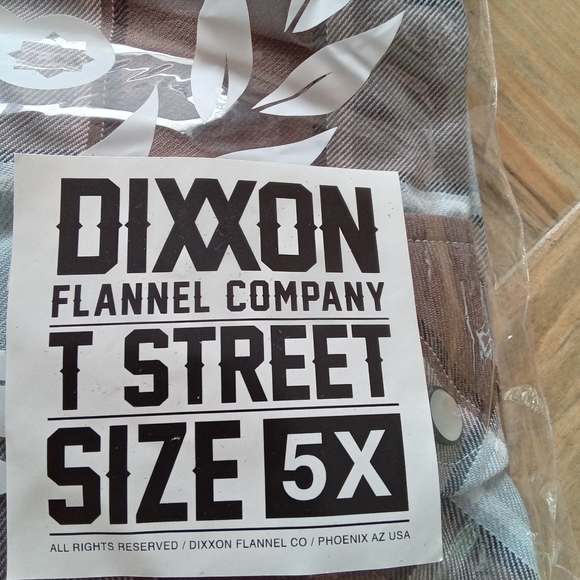 DIXXON
FLANNEL COMPANY
T STREET
SIZE 5X
ALL RIGHTS RESERVED / DIXXON FLANNEL CO / PHOENIX AZ USA